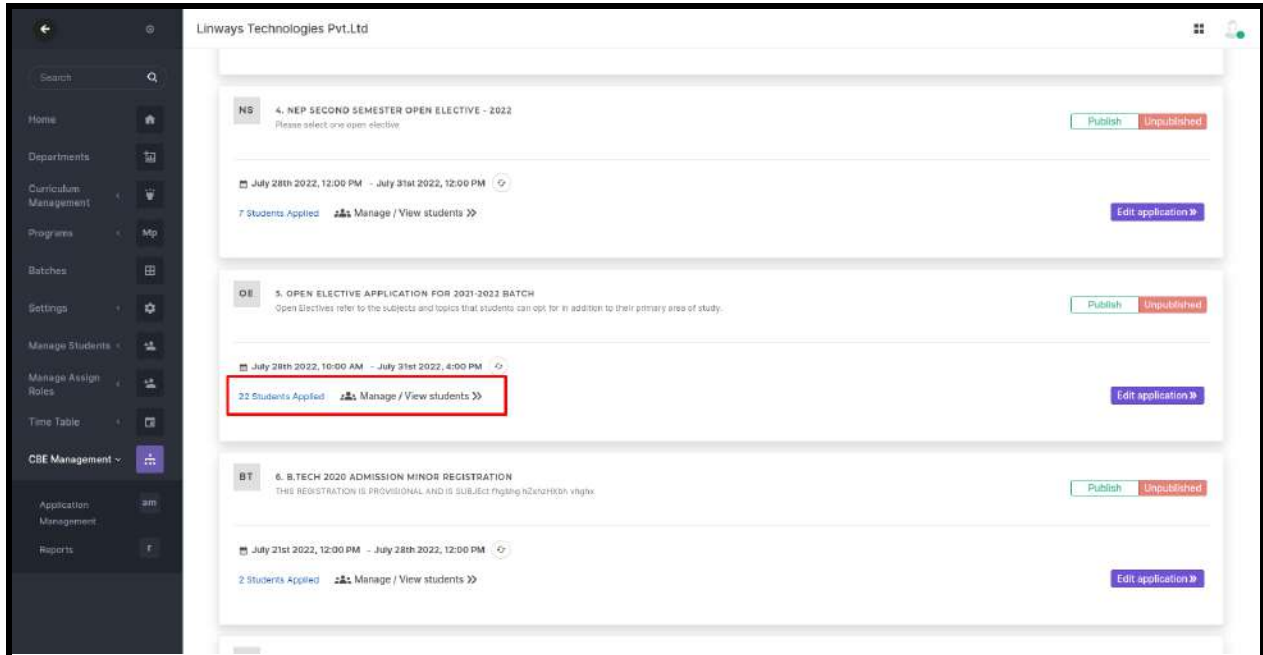 Linways Technologies Pvt.Ltd
Search
Home
Departments
Curriculum
Management
Programs
Mp
Batches
Settings
Manage Students
Manage Assign
Roles
Time Table
CBE Management
Application
Management
am
Reports
r
NS
4. NEP SECOND SEMESTER OPEN ELECTIVE - 2022
Please select one open elective
Publish Unpublished
July 28th 2022, 12:00 PM - July 31st 2022, 12:00 PM
7 Students Applied Manage / View students >>
Edit application »
OE
5. OPEN ELECTIVE APPLICATION FOR 2021-2022 BATCH
Open Electives refer to the subjects and topics that students can opt for in addition to their primary area of study.
Publish Unpublished
July 28th 2022, 10:00 AM - July 31st 2022, 4:00 PM
22 Students Applied Manage / View students >>
Edit application »
BT
6. B.TECH 2020 ADMISSION MINOR REGISTRATION
THIS REGISTRATION IS PROVISIONAL AND IS
Publish Unpublished
July 21st 2022, 12:00 PM - July 28th 2022, 12:00 PM
2 Students Applied Manage / View students >>
Edit application »